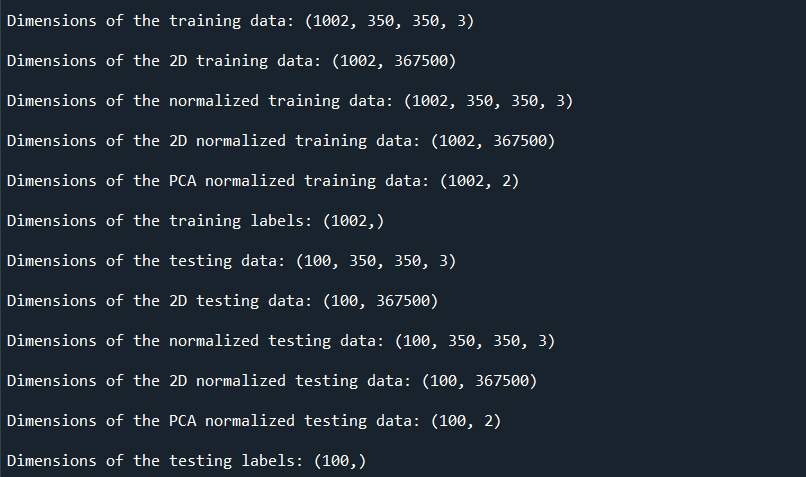 Dimensions of the training data: (1002, 350, 350, 3)
Dimensions of the 2D training data: (1002, 367500)
Dimensions of the normalized training data: (1002, 350, 350, 3)
Dimensions of the 2D normalized training data: (1002, 367500)
Dimensions of the PCA normalized training data: (1002, 2)
Dimensions of the training labels: (1002,)
Dimensions of the testing data: (100, 350, 350, 3)
Dimensions of the 2D testing data: (100, 367500)
Dimensions of the normalized testing data: (100, 350, 350, 3)
Dimensions of the 2D normalized testing data: (100, 367500)
Dimensions of the PCA normalized testing data: (100, 2)
Dimensions of the testing labels: (100,)